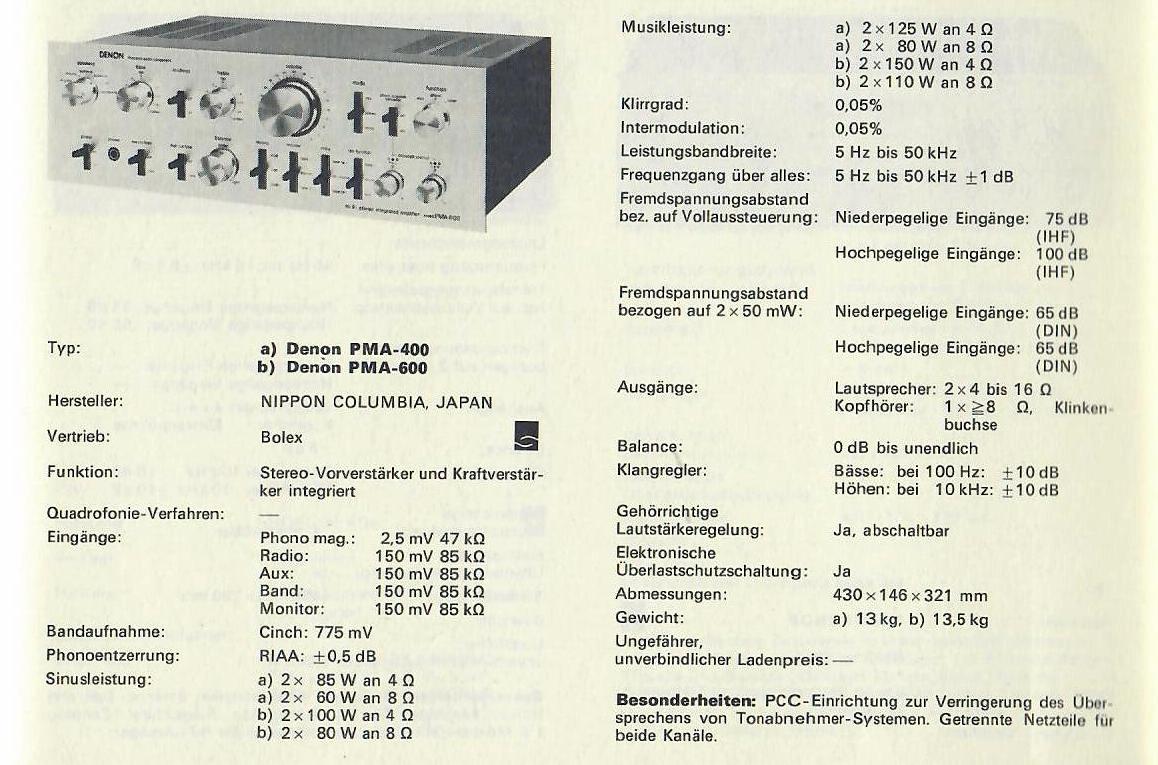 DENON
PMA-600
Typ: a) Denon PMA-400
b) Denon PMA-600
Hersteller: NIPPON COLUMBIA, JAPAN
Vertrieb: Bolex
Funktion: Stereo-Vorverstärker und Kraftverstär-
ker integriert
Quadrofonie-Verfahren: —
Eingänge: Phono mag.: 2,5 mV 47 kΩ
Radio: 150 mV 85 kΩ
Aux: 150 mV 85 kΩ
Band: 150 mV 85 kΩ
Monitor: 150 mV 85 kΩ
Bandaufnahme: Cinch: 775 mV
Phonoentzerrung: RIAA: ±0,5 dB
Sinusleistung: a) 2× 85 W an 4 Ω
a) 2× 60 W an 8 Ω
b) 2×100 W an 4 Ω
b) 2× 80 W an 8 Ω
Musikleistung: a) 2×125 W an 4 Ω
a) 2× 80 W an 8 Ω
b) 2×150 W an 4 Ω
b) 2×110 W an 8 Ω
Klirrgrad: 0,05%
Intermodulation: 0,05%
Leistungsbandbreite: 5 Hz bis 50 kHz
Frequenzgang über alles: 5 Hz bis 50 kHz ±1 dB
Fremdspannungsabstand
bez. auf Vollaussteuerung: Niederpegelige Eingänge: 75 dB
(IHF)
Hochpegelige Eingänge: 100 dB
(IHF)
Fremdspannungsabstand
bezogen auf 2×50 mW: Niederpegelige Eingänge: 65 dB
(DIN)
Hochpegelige Eingänge: 65 dB
(DIN)
Ausgänge: Lautsprecher: 2×4 bis 16 Ω
Kopfhörer: 1×≧8 Ω, Klinken-
buchse
Balance: 0 dB bis unendlich
Klangregler: Bässe: bei 100 Hz: ±10 dB
Höhen: bei 10 kHz: ±10 dB
Gehörrichtige
Lautstärkeregelung: Ja, abschaltbar
Elektronische
Überlastschutzschaltung: Ja
Abmessungen: 430×146×321 mm
Gewicht: a) 13 kg, b) 13,5 kg
Ungefährer,
unverbindlicher Ladenpreis: —
Besonderheiten: PCC-Einrichtung zur Verringerung des Über-
sprechens von Tonabnehmer-Systemen. Getrennte Netzteile für
beide Kanäle.